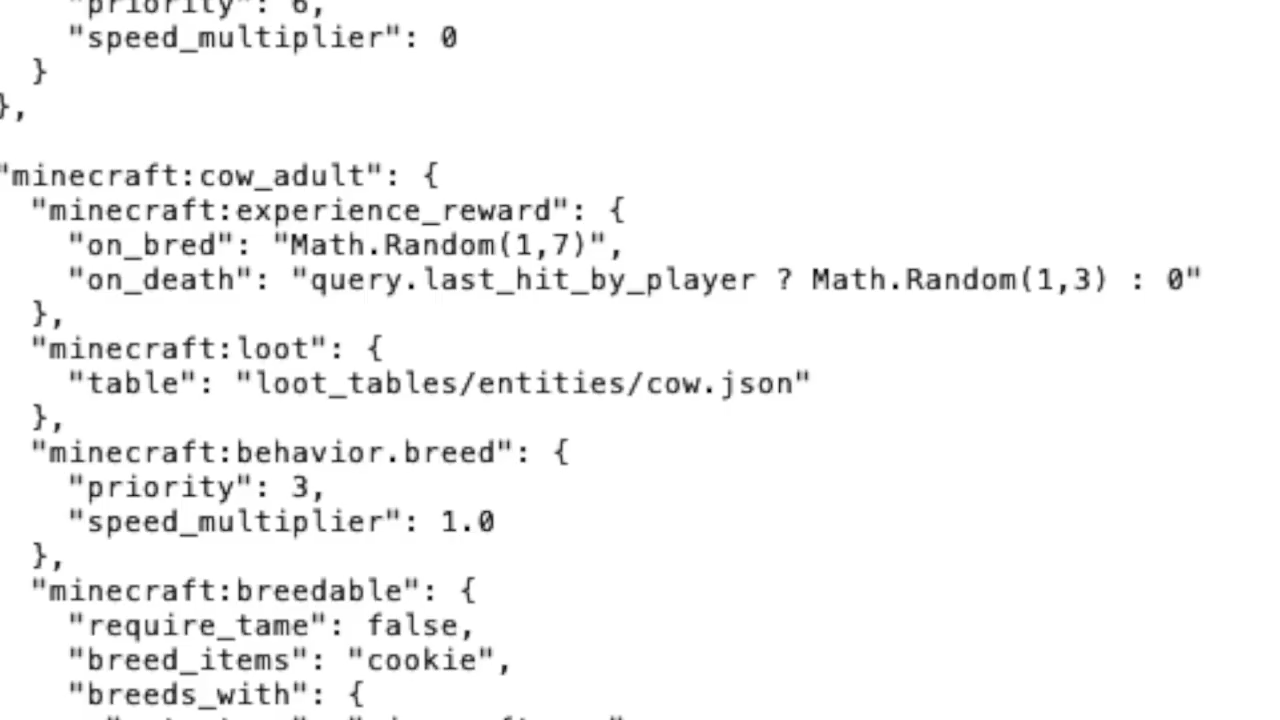 "priority": 6,
"speed_multiplier": 0
}
},
"minecraft:cow_adult": {
"minecraft:experience_reward": {
"on_bred": "Math.Random(1,7)",
"on_death": "query.last_hit_by_player ? Math.Random(1,3) : 0"
},
"minecraft:loot": {
"table": "loot_tables/entities/cow.json"
},
"minecraft:behavior.breed": {
"priority": 3,
"speed_multiplier": 1.0
},
"minecraft:breedable": {
"require_tame": false,
"breed_items": "cookie",
"breeds_with": {